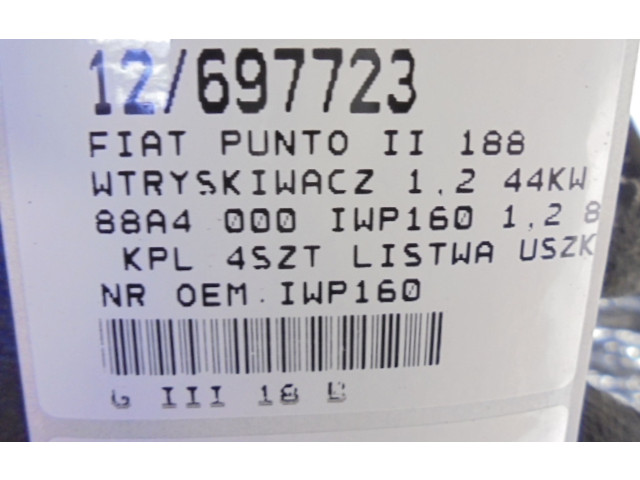 12/697723
FIAT PUNTO II 188
WTRYSKIWACZ 1,2 44KW
88A4 000 IWP160 1,2 8
KPL 4SZT LISTWA USZK
NR OEM:IWP160
G III 18 B